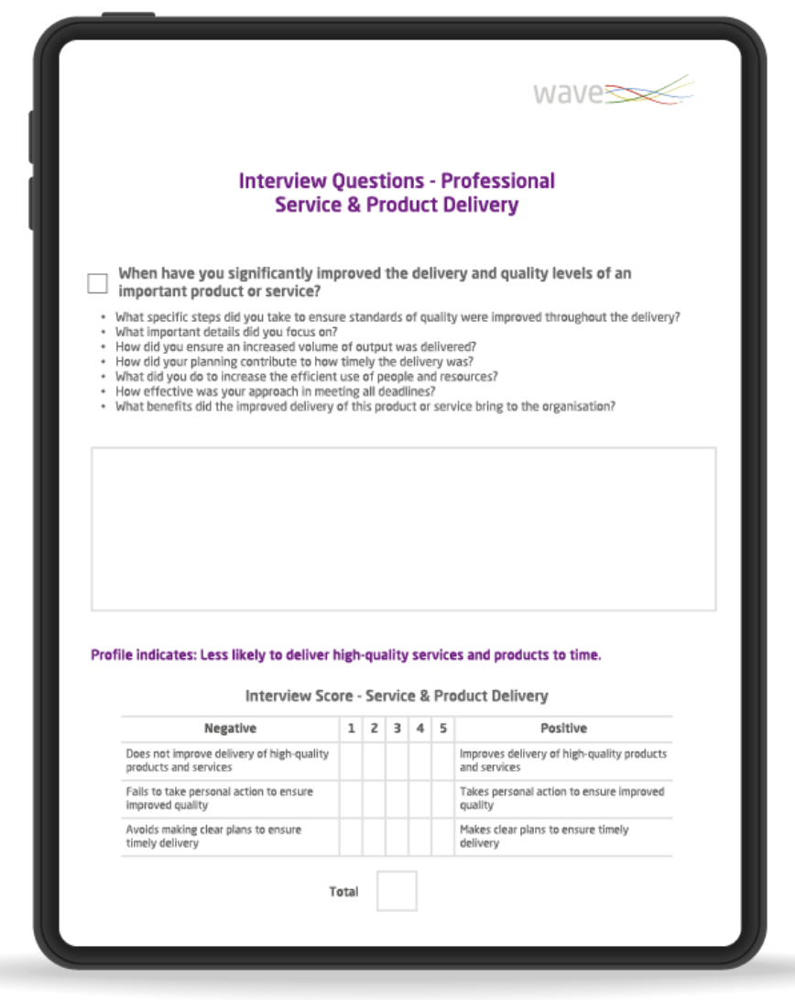 wave
Interview Questions - Professional
Service & Product Delivery
When have you significantly improved the delivery and quality levels of an
important product or service?
• What specific steps did you take to ensure standards of quality were improved throughout the delivery?
• What important details did you focus on?
• How did you ensure an increased volume of output was delivered?
• How did your planning contribute to how timely the delivery was?
• What did you do to increase the efficient use of people and resources?
• How effective was your approach in meeting all deadlines?
• What benefits did the improved delivery of this product or service bring to the organisation?
Profile indicates: Less likely to deliver high-quality services and products to time.
Interview Score - Service & Product Delivery
Negative 1 2 3 4 5 Positive
Does not improve delivery of high-quality Improves delivery of high-quality products
products and services and services
Fails to take personal action to ensure Takes personal action to ensure improved
improved quality quality
Avoids making clear plans to ensure Makes clear plans to ensure timely
timely delivery delivery
Total